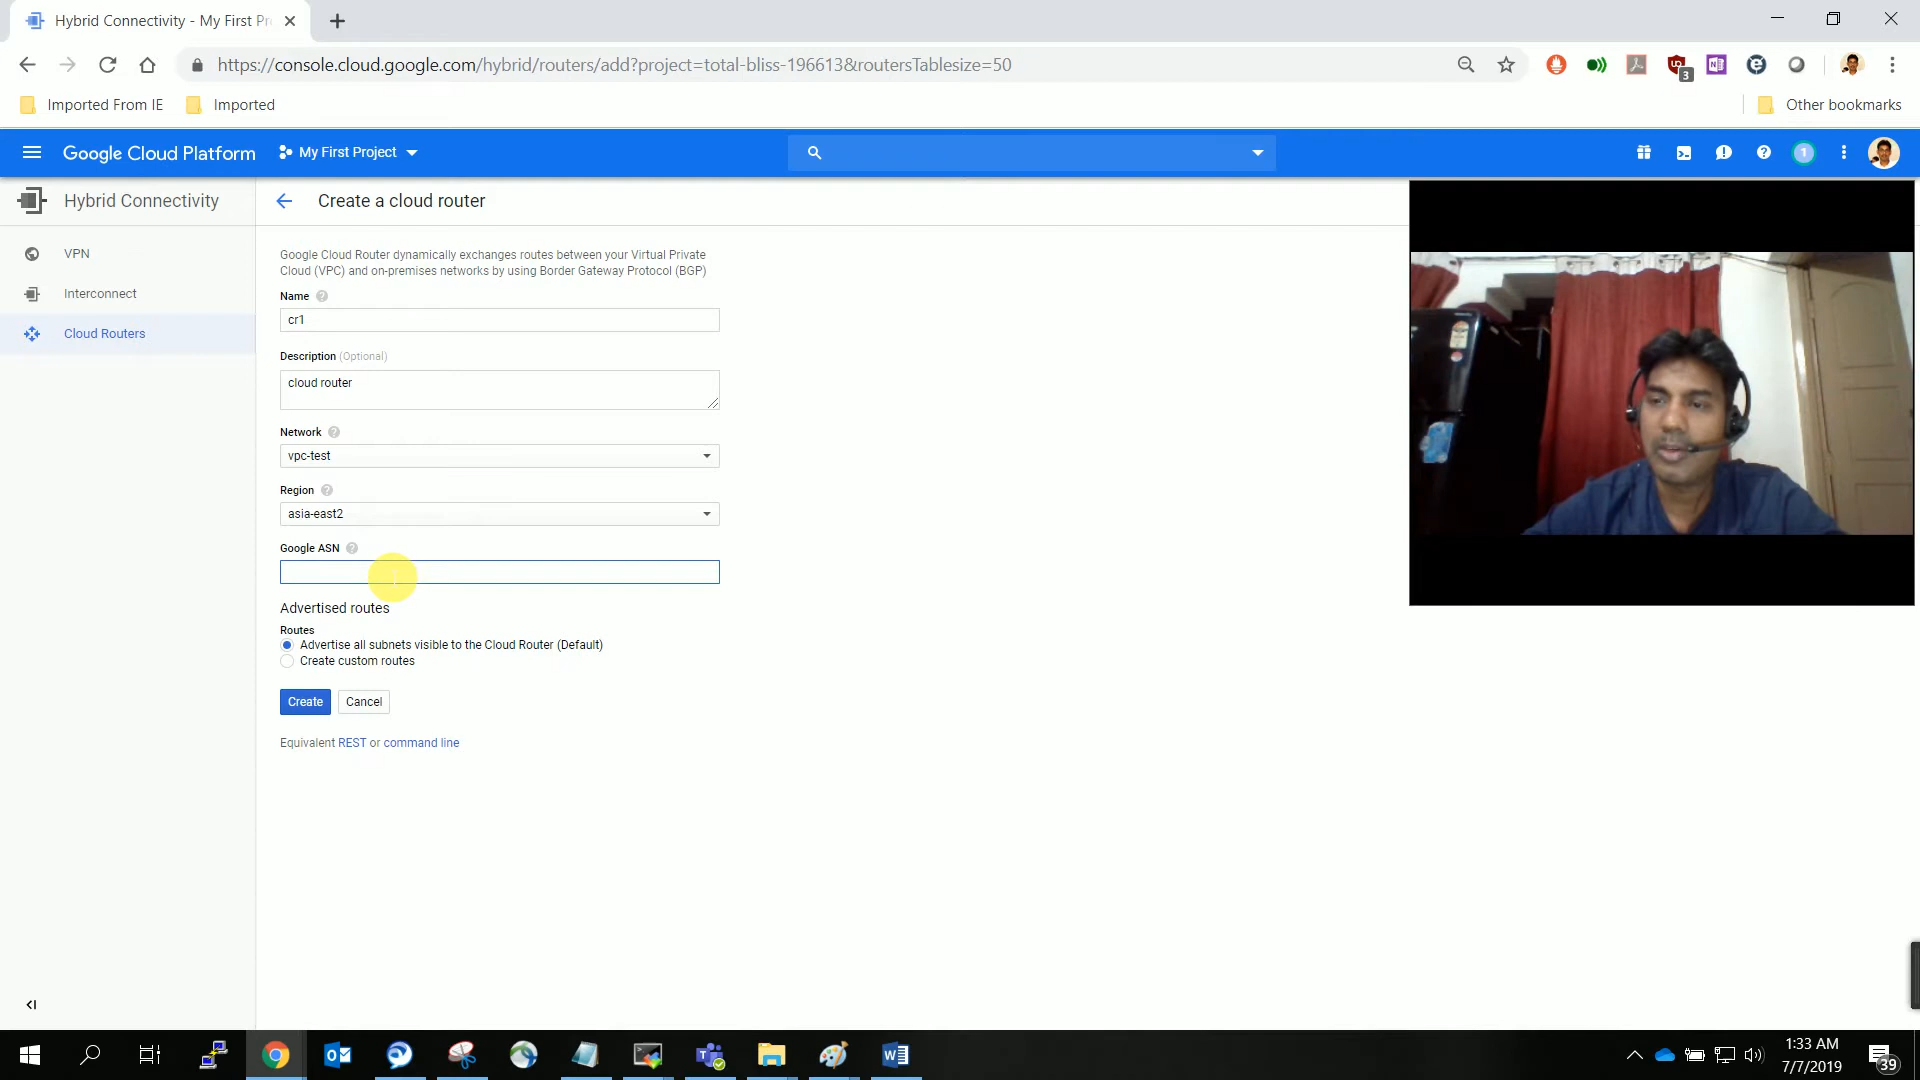 Hybrid Connectivity - My First Pr
https://console.cloud.google.com/hybrid/routers/add?project=total-bliss-196613&routersTablesize=50
3
Imported From IE
Imported
Other bookmarks
Google Cloud Platform
My First Project
1
Hybrid Connectivity
Create a cloud router
VPN
Interconnect
Cloud Routers
Google Cloud Router dynamically exchanges routes between your Virtual Private
Cloud (VPC) and on-premises networks by using Border Gateway Protocol (BGP)
Name
cr1
Description (Optional)
cloud router
Network
vpc-test
Region
asia-east2
Google ASN
Advertised routes
Routes
Advertise all subnets visible to the Cloud Router (Default)
Create custom routes
Create
Cancel
Equivalent REST or command line
1:33 AM
7/7/2019
39